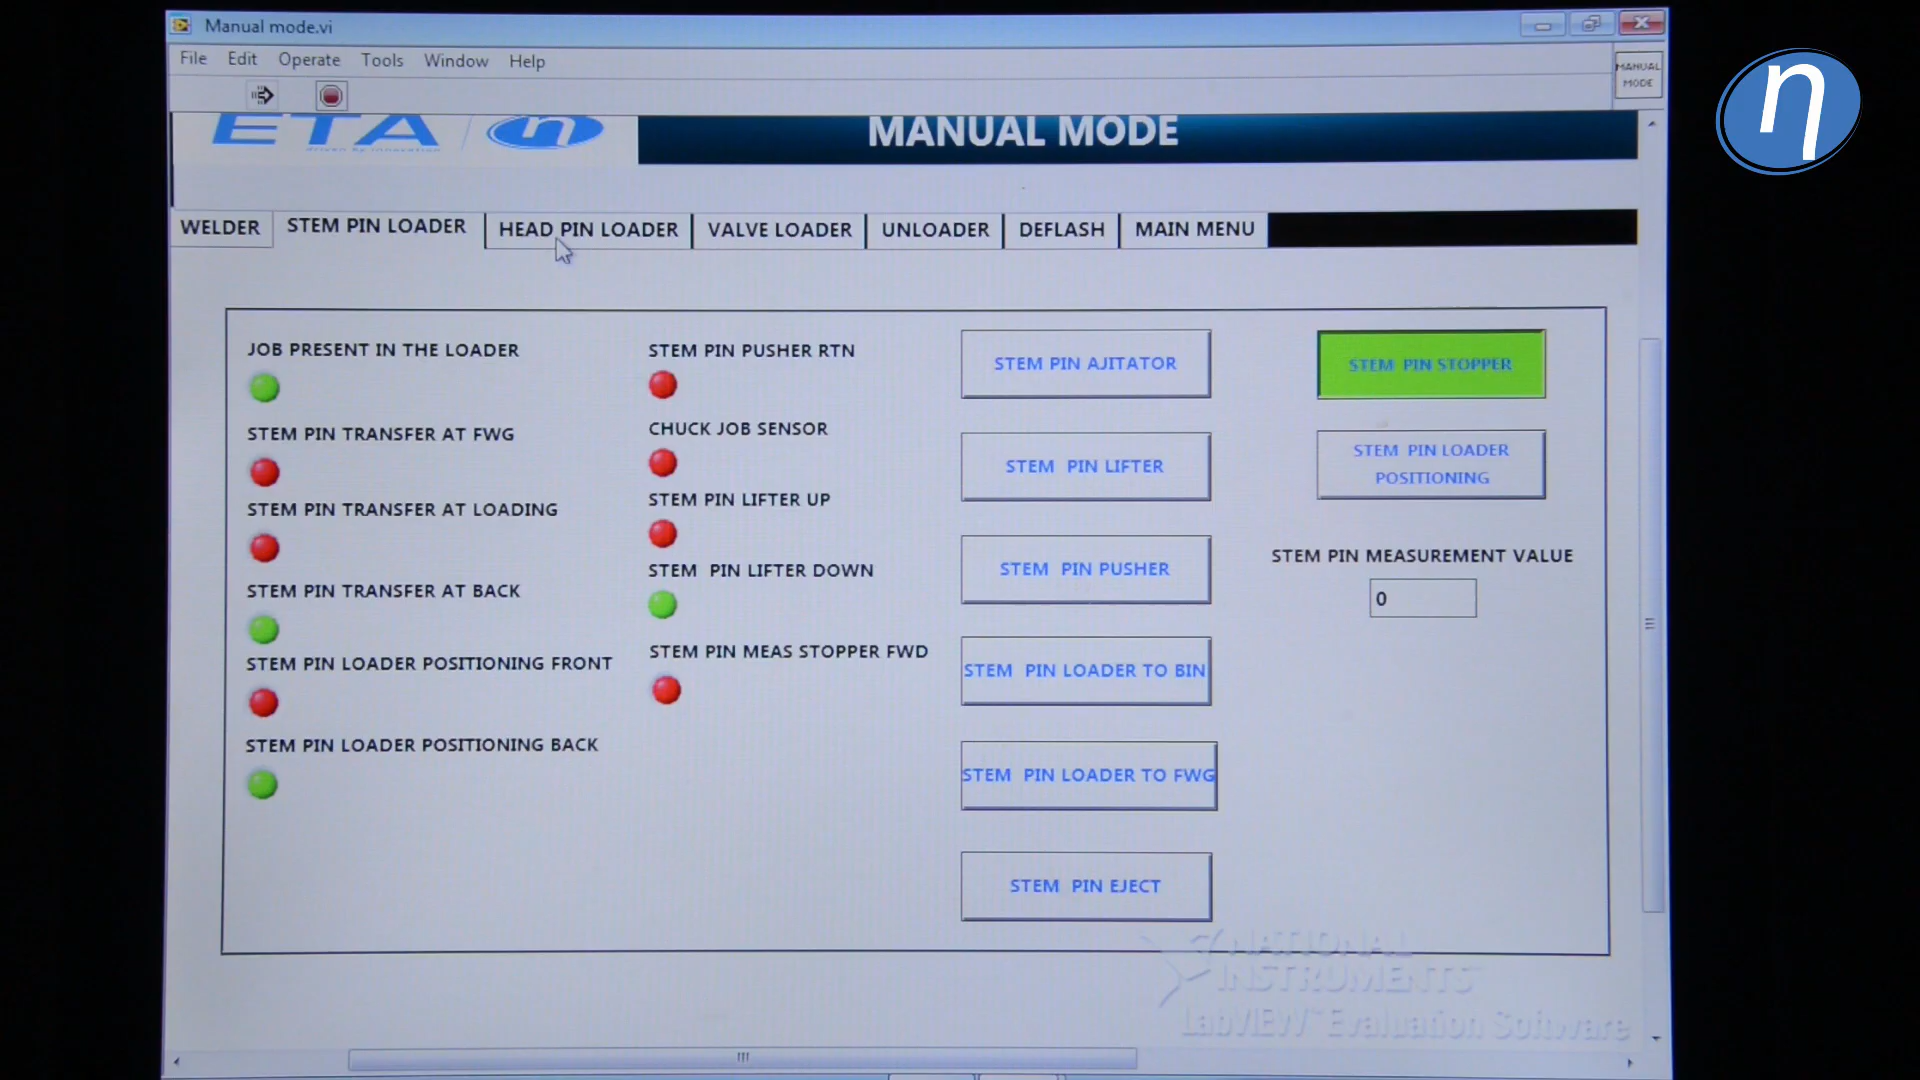 Manual mode.vi
File Edit Operate Tools Window Help
MANUAL
MODE
ETA
driven by innovation
MANUAL MODE
WELDER STEM PIN LOADER HEAD PIN LOADER VALVE LOADER UNLOADER DEFLASH MAIN MENU
JOB PRESENT IN THE LOADER
STEM PIN TRANSFER AT FWG
STEM PIN TRANSFER AT LOADING
STEM PIN TRANSFER AT BACK
STEM PIN LOADER POSITIONING FRONT
STEM PIN LOADER POSITIONING BACK
STEM PIN PUSHER RTN
CHUCK JOB SENSOR
STEM PIN LIFTER UP
STEM PIN LIFTER DOWN
STEM PIN MEAS STOPPER FWD
STEM PIN AJITATOR
STEM PIN LIFTER
STEM PIN PUSHER
STEM PIN LOADER TO BIN
STEM PIN LOADER TO FWG
STEM PIN EJECT
STEM PIN STOPPER
STEM PIN LOADER
POSITIONING
STEM PIN MEASUREMENT VALUE
0
NATIONAL
INSTRUMENTS
LabVIEW™ Evaluation Software
η